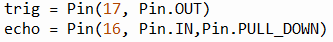 trig = Pin(17, Pin.OUT)
echo = Pin(16, Pin.IN,Pin.PULL_DOWN)